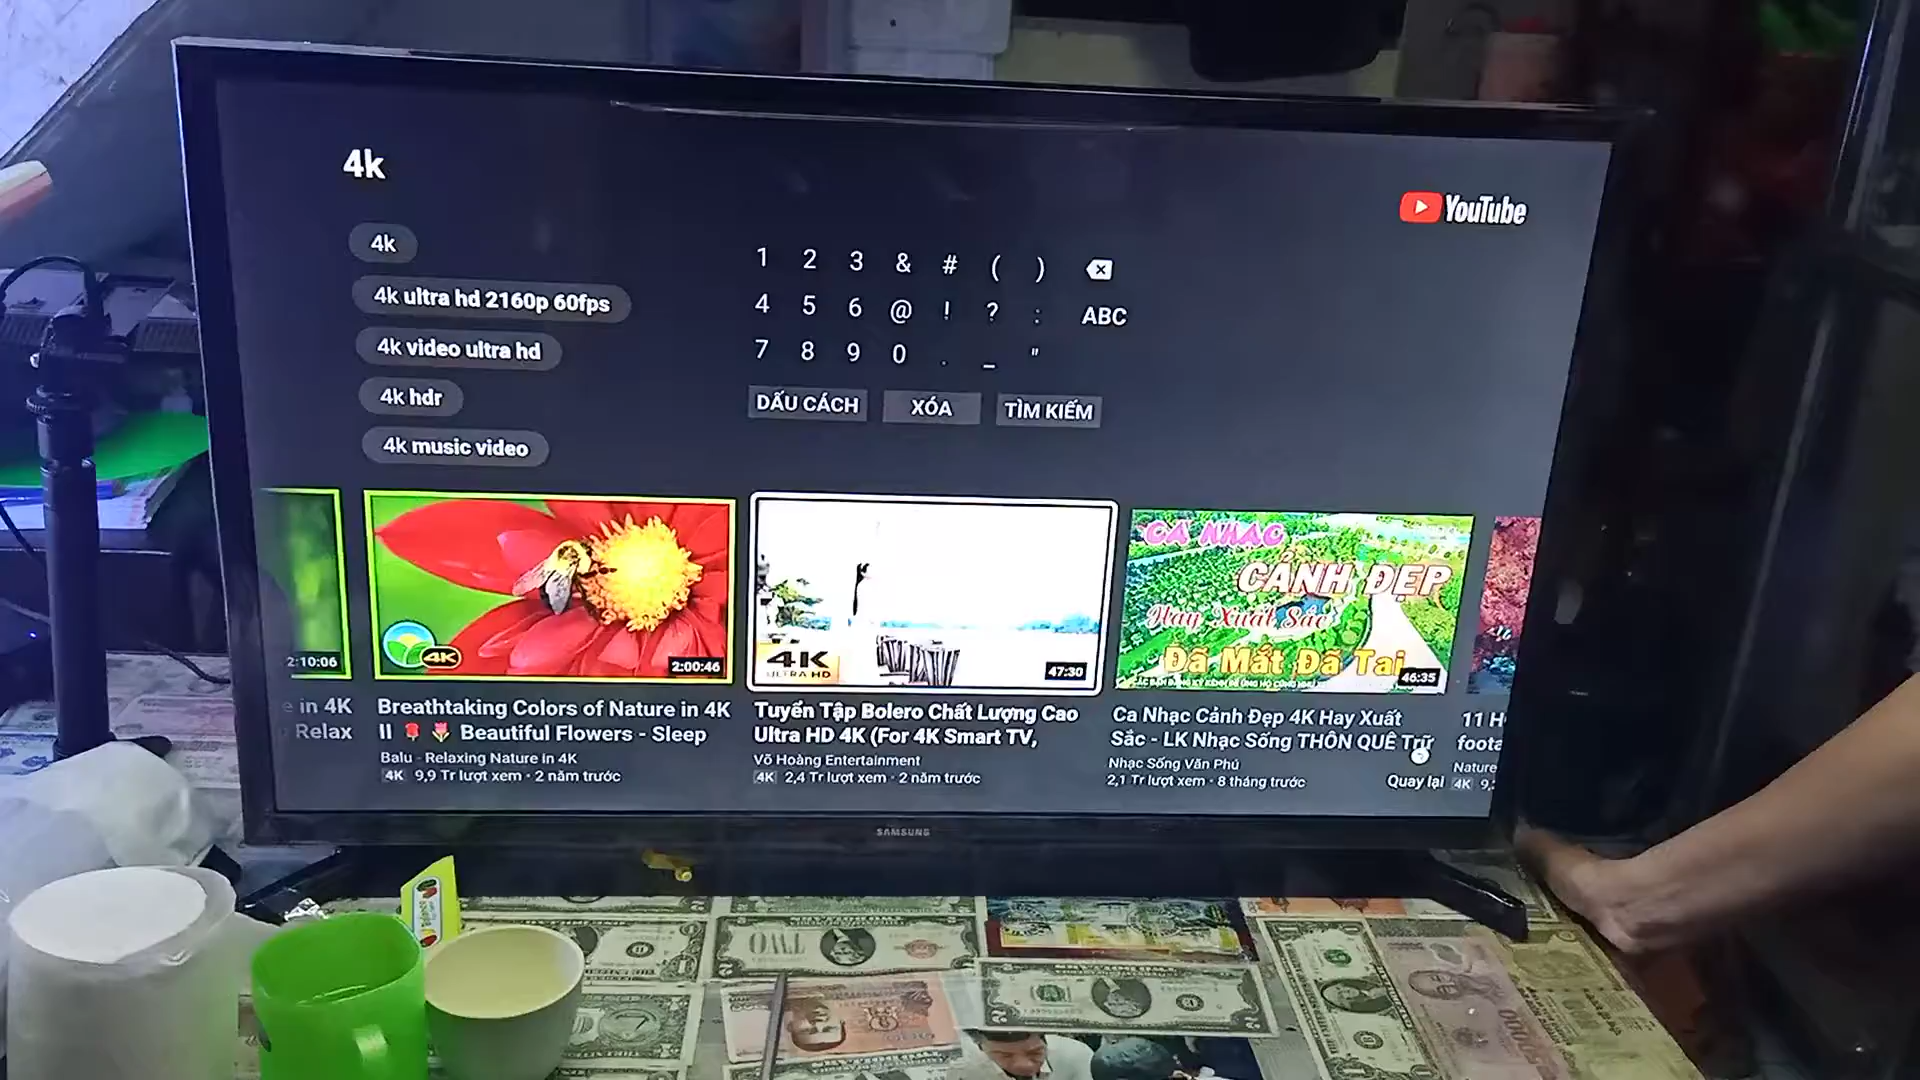 4k
YouTube
4k
4k ultra hd 2160p 60fps
4k video ultra hd
4k hdr
4k music video
1 2 3 & # ( )
4 5 6 @ ! ? : ABC
7 8 9 0 . _ "
DẤU CÁCH XÓA TÌM KIẾM
2:10:06
e in 4K
Relax
4K
2:00:46
Breathtaking Colors of Nature in 4K
Beautiful Flowers - Sleep
Balu - Relaxing Nature in 4K
4K 9,9 Tr lượt xem · 2 năm trước
4K
ULTRA HD
47:30
Tuyển Tập Bolero Chất Lượng Cao
Ultra HD 4K (For 4K Smart TV,
Võ Hoàng Entertainment
4K 2,4 Tr lượt xem · 2 năm trước
CA NHẠC
CẢNH ĐẸP
Hay Xuất Sắc
Đã Mắt Đã Tai
46:35
Ca Nhạc Cảnh Đẹp 4K Hay Xuất
Sắc - LK Nhạc Sống THÔN QUÊ Trữ
Nhạc Sống Văn Phú
2,1 Tr lượt xem · 8 tháng trước
Quay lại
11 H
foota
Nature
4K 9,
SAMSUNG
TWO